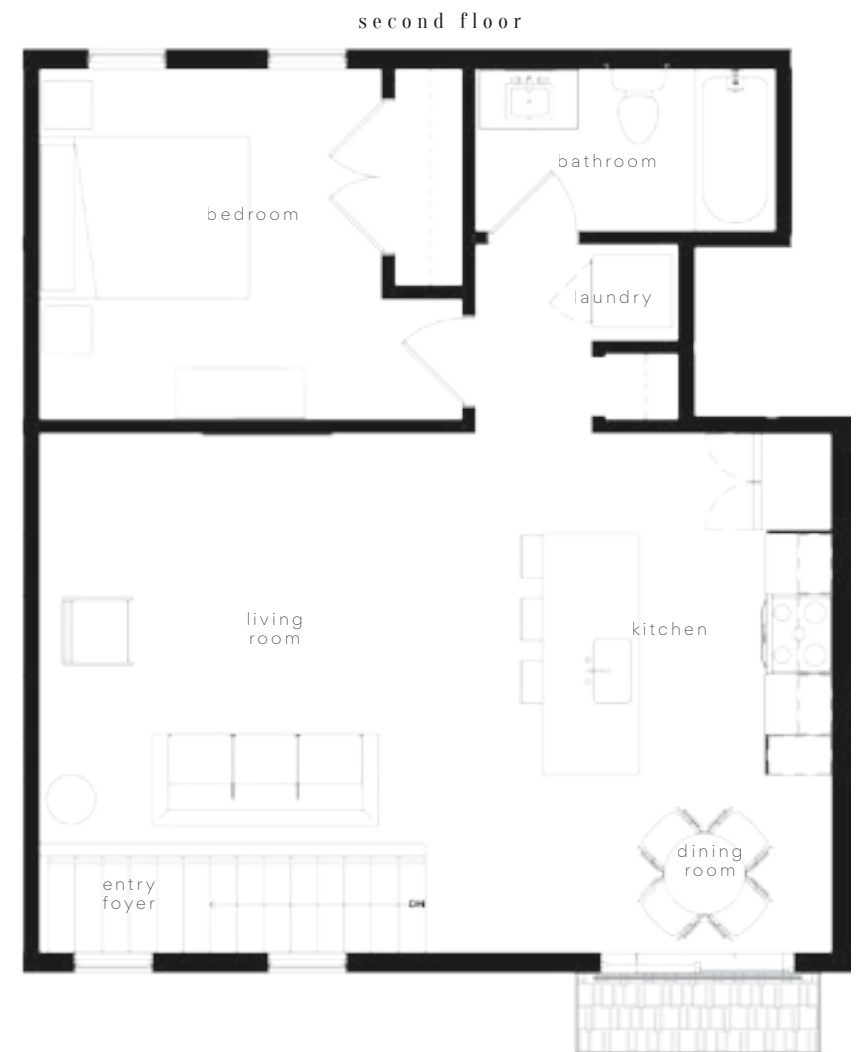 second floor
bathroom
bedroom
laundry
living
room
kitchen
dining
room
entry
foyer
DN